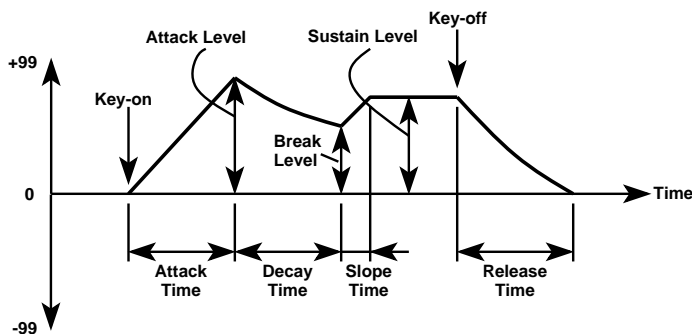 Key-off
Attack Level
Sustain Level
+99
Key-on
Break
Level
0
Time
Attack
Time
Decay
Time
Slope
Time
Release
Time
-99